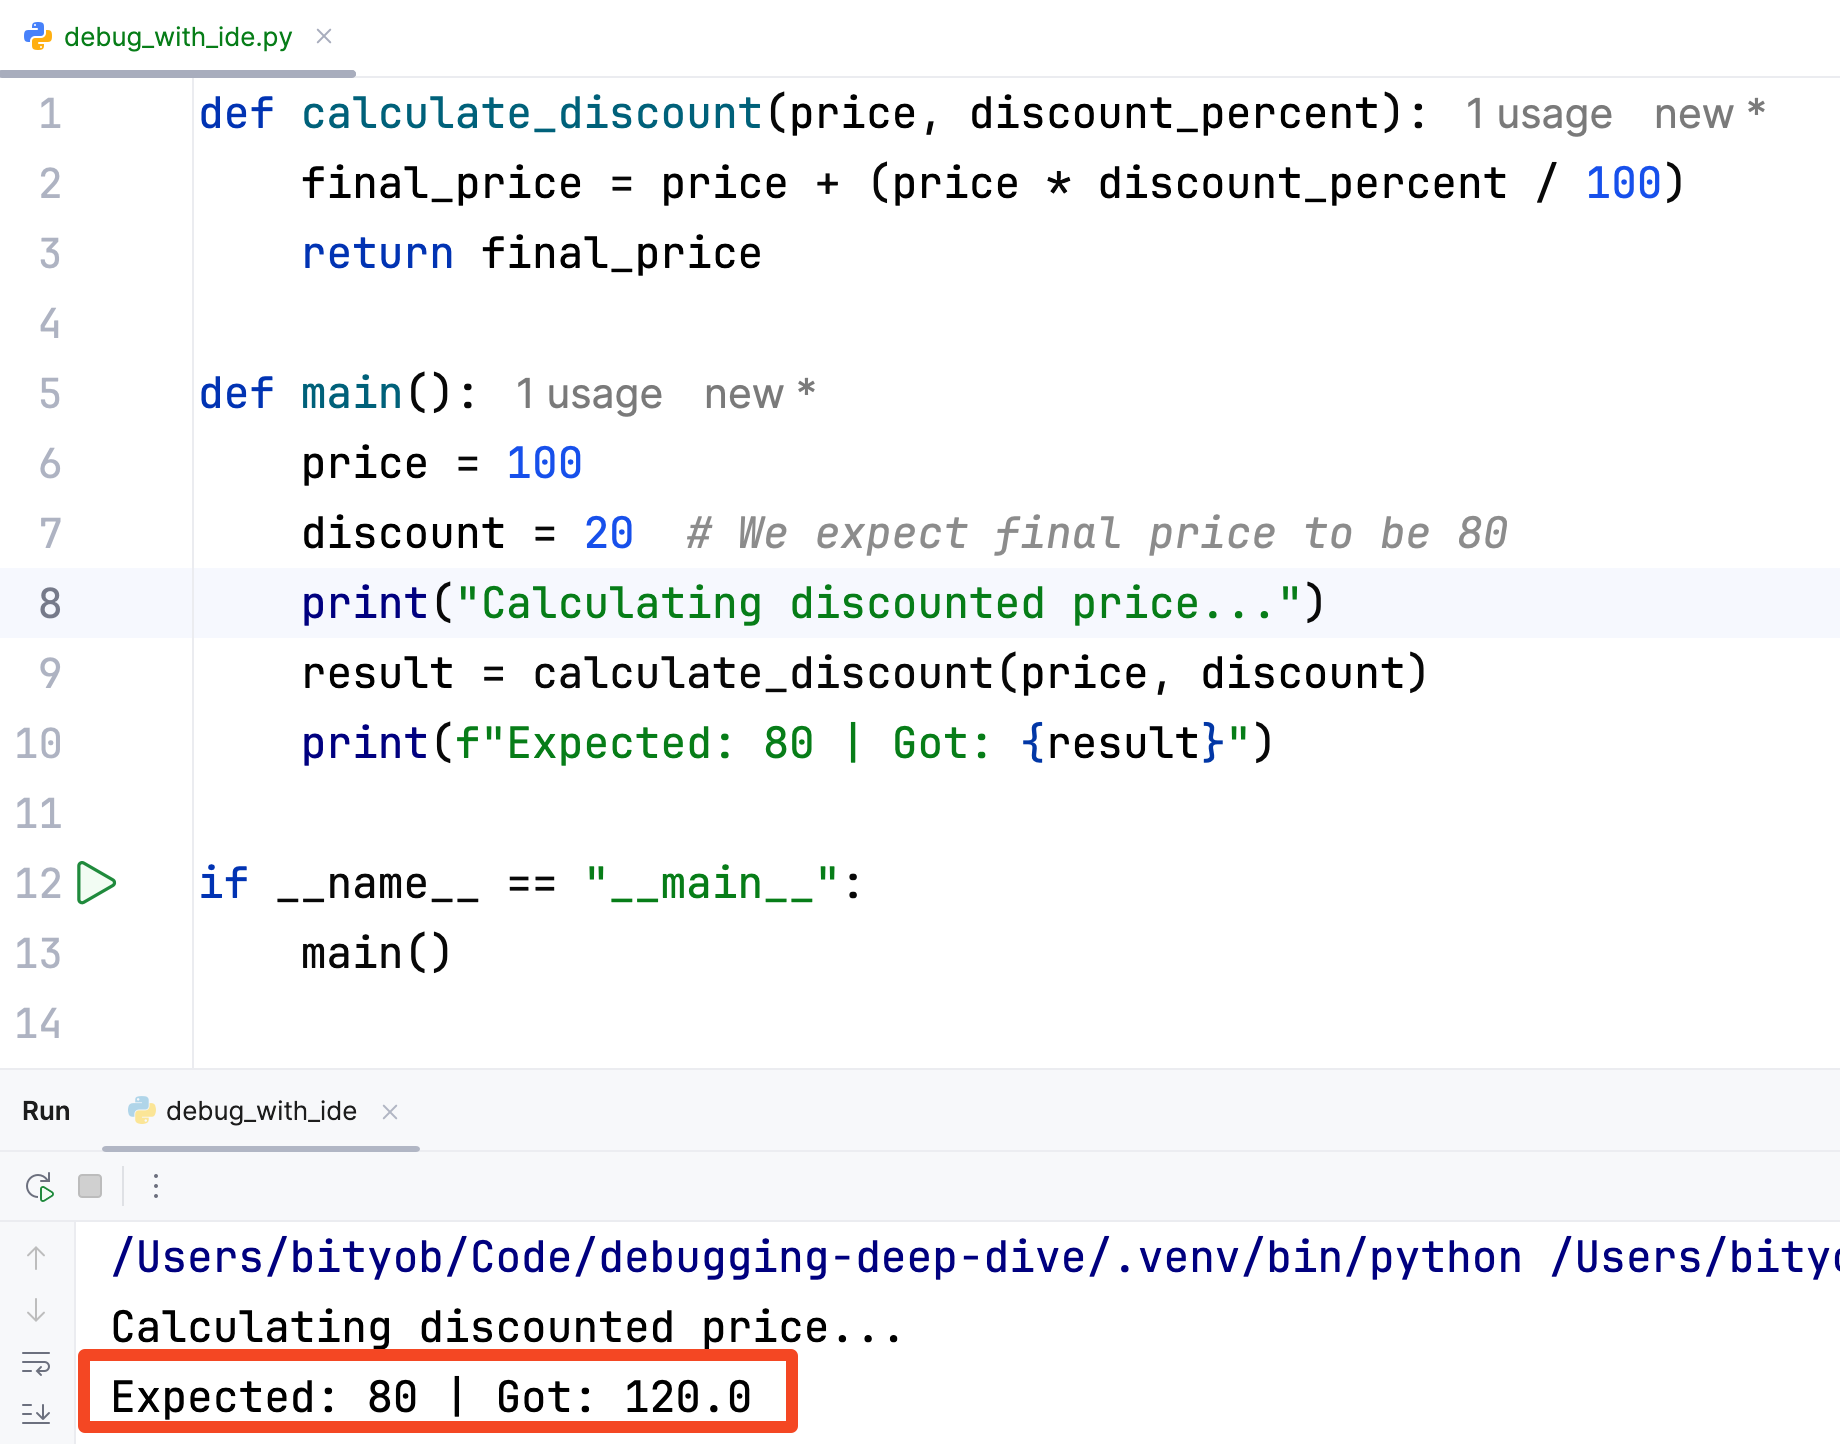 debug_with_ide.py
1 def calculate_discount(price, discount_percent): 1 usage new *
2     final_price = price + (price * discount_percent / 100)
3     return final_price
4
5 def main(): 1 usage new *
6     price = 100
7     discount = 20  # We expect final price to be 80
8     print("Calculating discounted price...")
9     result = calculate_discount(price, discount)
10     print(f"Expected: 80 | Got: {result}")
11
12 if __name__ == "__main__":
13     main()
14
Run debug_with_ide
/Users/bityob/Code/debugging-deep-dive/.venv/bin/python /Users/bityo
Calculating discounted price...
Expected: 80 | Got: 120.0